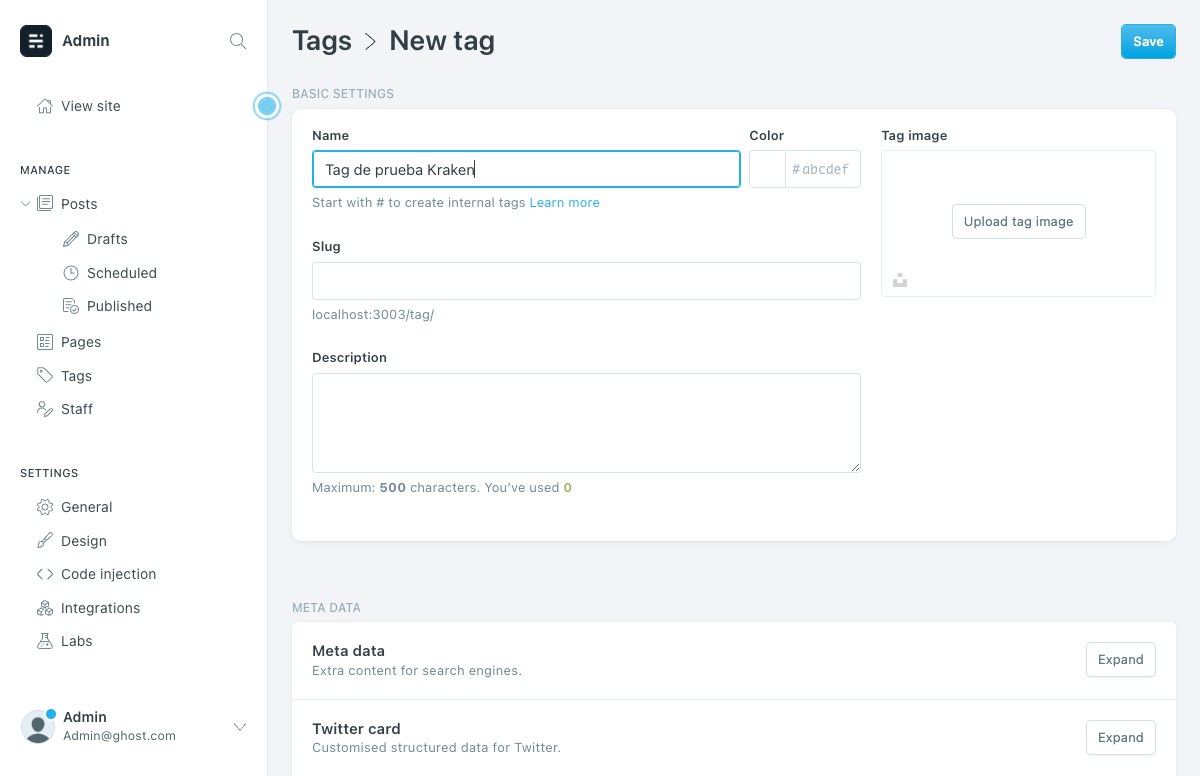 Admin
View site
MANAGE
Posts
Drafts
Scheduled
Published
Pages
Tags
Staff
SETTINGS
General
Design
Code injection
Integrations
Labs
Admin
Admin@ghost.com
Tags > New tag
Save
BASIC SETTINGS
Name
Tag de prueba Kraken
Start with # to create internal tags Learn more
Color
#abcdef
Tag image
Upload tag image
Slug
localhost:3003/tag/
Description
Maximum: 500 characters. You’ve used 0
META DATA
Meta data
Extra content for search engines.
Expand
Twitter card
Customised structured data for Twitter.
Expand